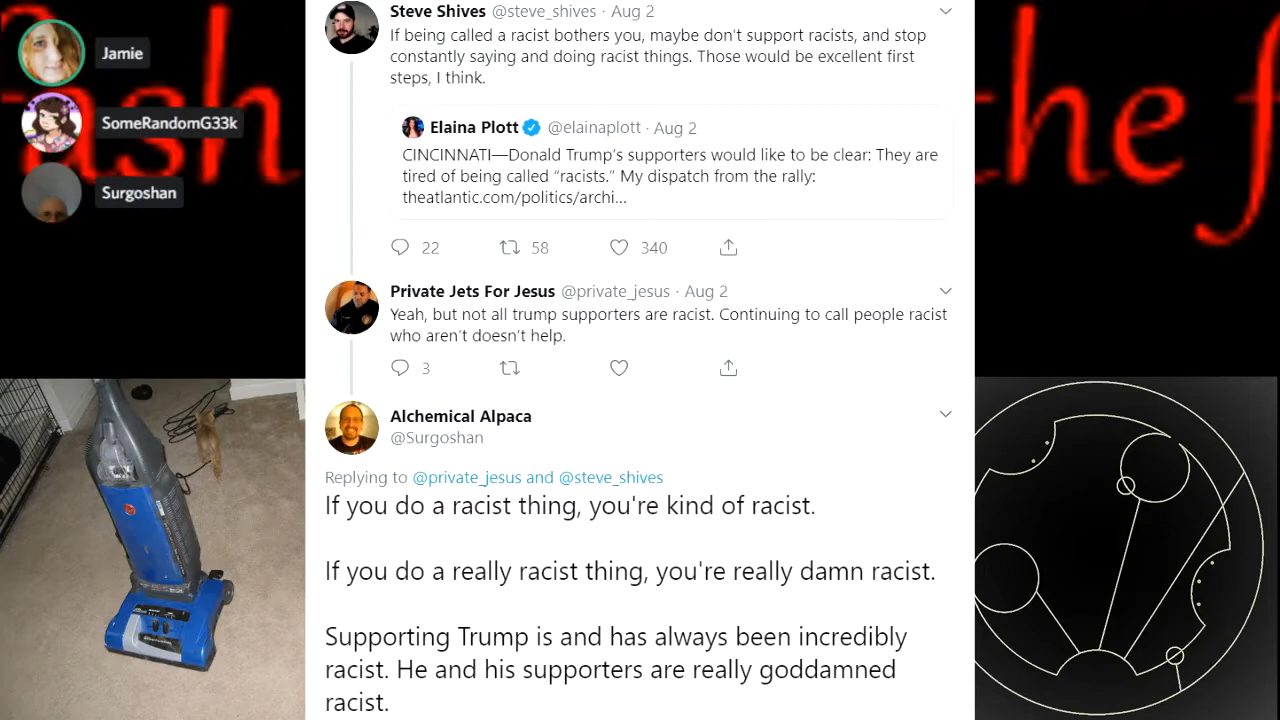 Jamie
SomeRandomG33k
Surgoshan
ash
the f
Steve Shives @steve_shives · Aug 2
If being called a racist bothers you, maybe don't support racists, and stop
constantly saying and doing racist things. Those would be excellent first
steps, I think.
Elaina Plott @elainaplott · Aug 2
CINCINNATI—Donald Trump's supporters would like to be clear: They are
tired of being called “racists.” My dispatch from the rally:
theatlantic.com/politics/archi...
22 58 340
Private Jets For Jesus @private_jesus · Aug 2
Yeah, but not all trump supporters are racist. Continuing to call people racist
who aren’t doesn’t help.
3
Alchemical Alpaca
@Surgoshan
Replying to @private_jesus and @steve_shives
If you do a racist thing, you're kind of racist.
If you do a really racist thing, you're really damn racist.
Supporting Trump is and has always been incredibly
racist. He and his supporters are really goddamned
racist.